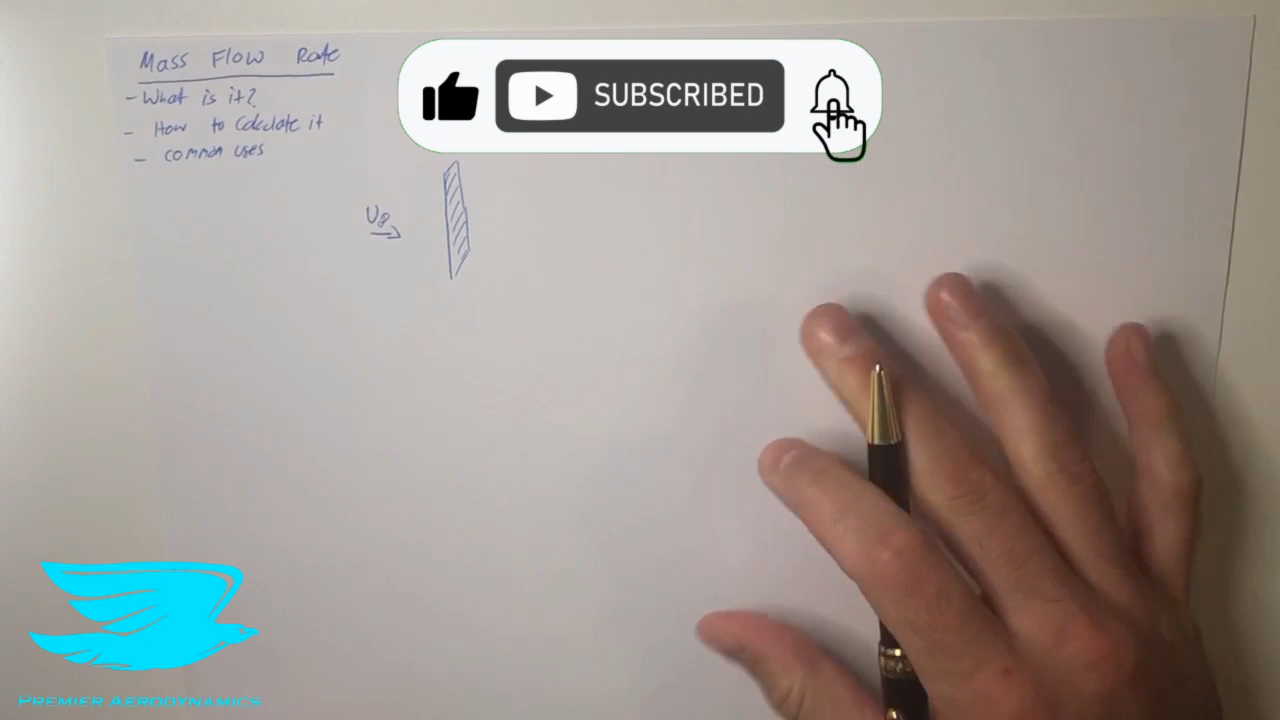 Mass Flow Rate
- What is it?
- How to Calculate it
- common uses
SUBSCRIBED
U∞
PREMIER AERODYNAMICS